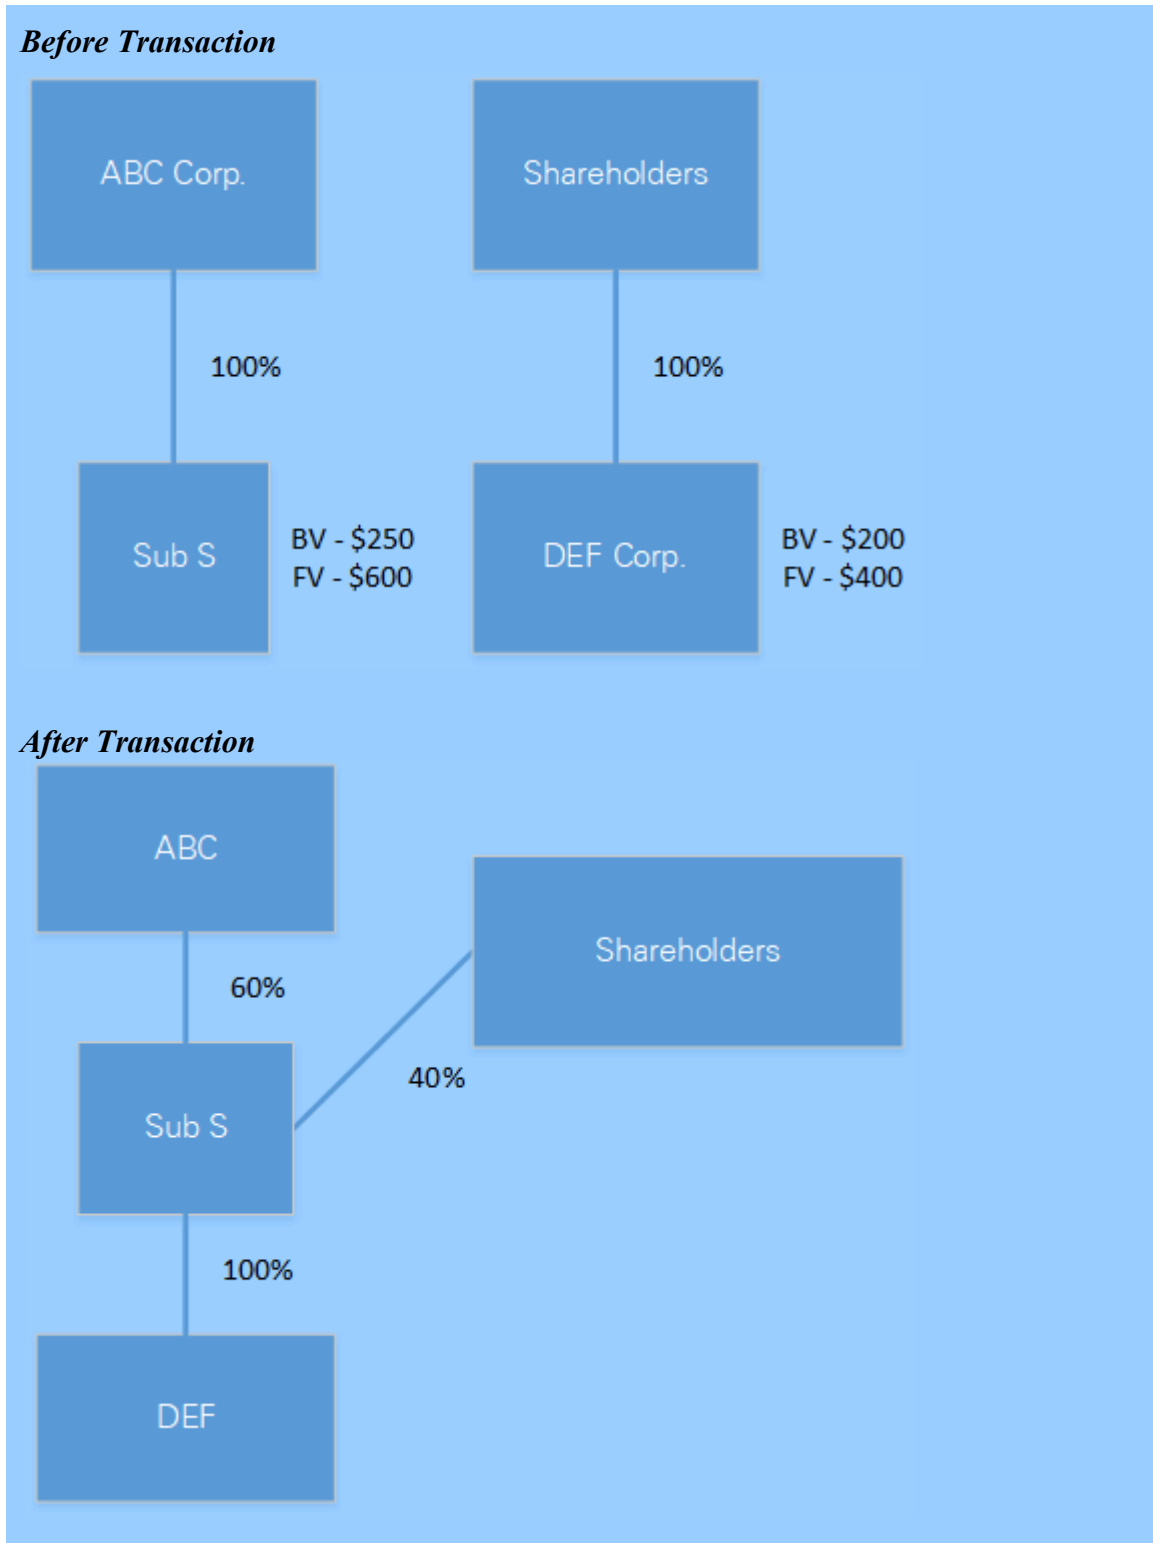 Before Transaction
ABC Corp.
Shareholders
100%
100%
Sub S
BV - $250
FV - $600
DEF Corp.
BV - $200
FV - $400
After Transaction
ABC
Shareholders
60%
40%
Sub S
100%
DEF